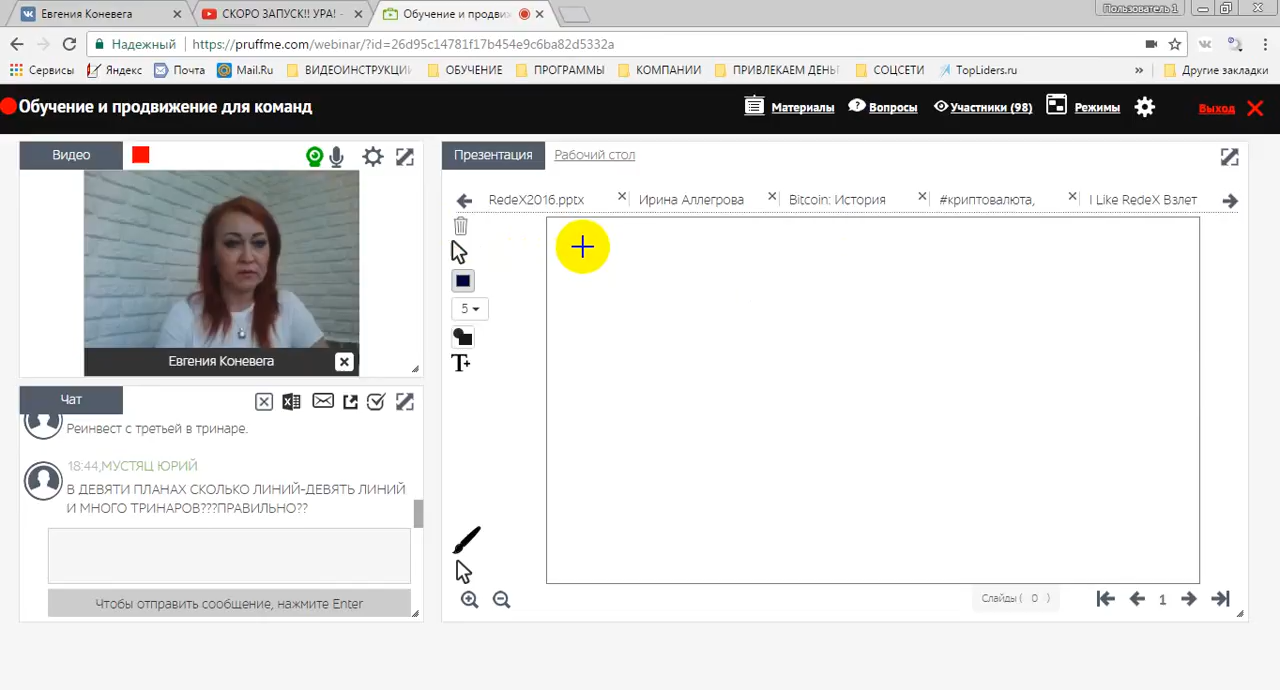 Евгения Коневега
СКОРО ЗАПУСК!! УРА! -
Обучение и продви
Пользователь 1
Надежный
https://pruffme.com/webinar/?id=26d95c14781f17b454e9c6ba82d5332a
Сервисы
Яндекс
Почта
Mail.Ru
ВИДЕОИНСТРУКЦИ
ОБУЧЕНИЕ
ПРОГРАММЫ
КОМПАНИИ
ПРИВЛЕКАЕМ ДЕНЬ
СОЦСЕТИ
TopLiders.ru
»
Другие закладки
Обучение и продвижение для команд
Материалы
Вопросы
Участники (98)
Режимы
Выход
Видео
Презентация
Рабочий стол
RedeX2016.pptx
Ирина Аллегрова
Bitcoin: История
#криптовалюта,
I Like RedeX Взлет
5
T+
Евгения Коневега
Чат
Реинвест с третьей в тринаре.
18:44,МУСТЯЦ ЮРИЙ
В ДЕВЯТИ ПЛАНАХ СКОЛЬКО ЛИНИЙ-ДЕВЯТЬ ЛИНИЙ
И МНОГО ТРИНАРОВ???ПРАВИЛЬНО??
Чтобы отправить сообщение, нажмите Enter
Слайды ( 0 )
1